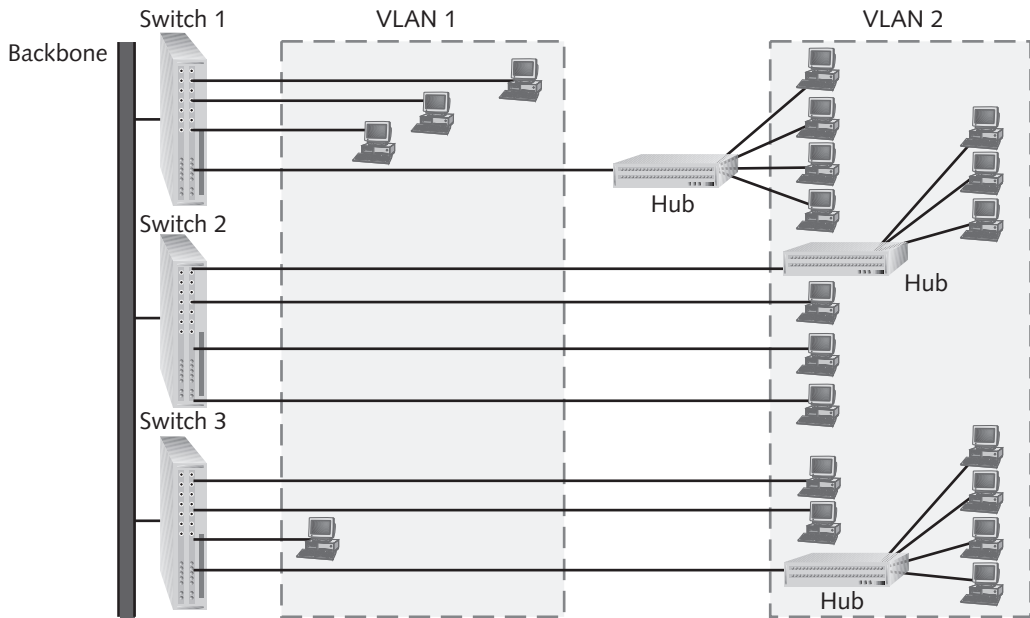 Switch 1
VLAN 1
VLAN 2
Backbone
Hub
Switch 2
Hub
Switch 3
Hub